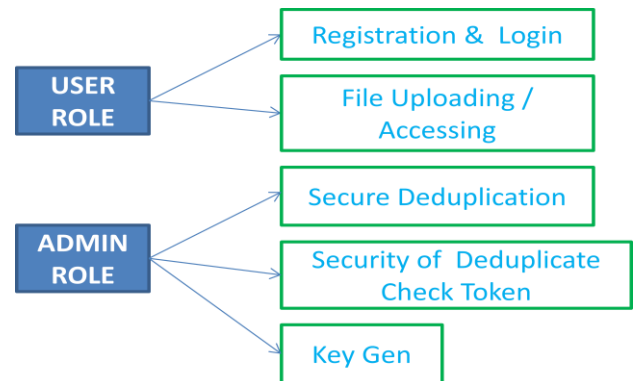 USER
ROLE
Registration & Login
File Uploading /
Accessing
ADMIN
ROLE
Secure Deduplication
Security of Deduplicate
Check Token
Key Gen